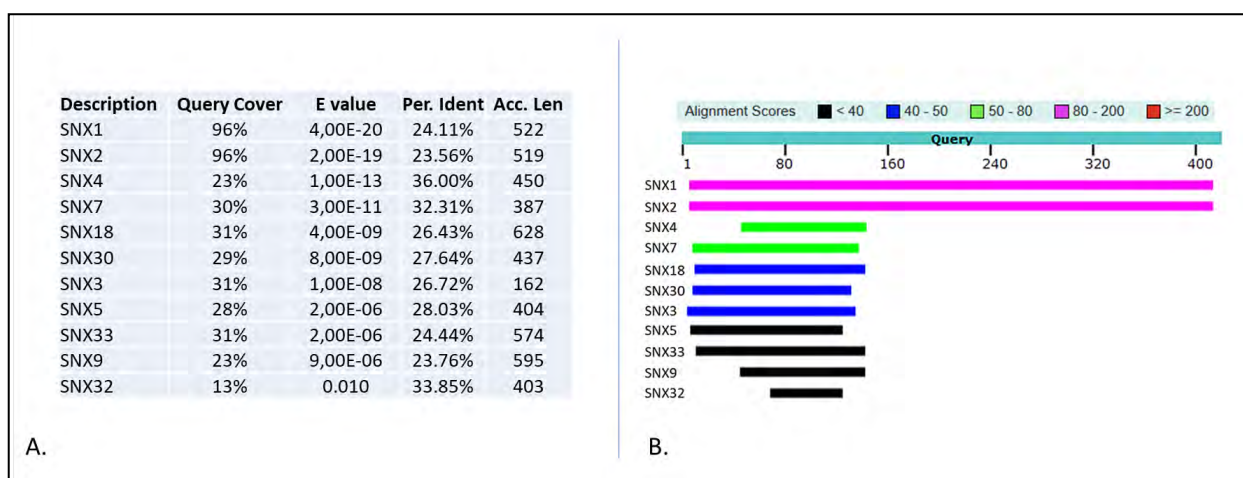 Description Query Cover E value Per. Ident Acc. Len
SNX1 96% 4,00E-20 24.11% 522
SNX2 96% 2,00E-19 23.56% 519
SNX4 23% 1,00E-13 36.00% 450
SNX7 30% 3,00E-11 32.31% 387
SNX18 31% 4,00E-09 26.43% 628
SNX30 29% 8,00E-09 27.64% 437
SNX3 31% 1,00E-08 26.72% 162
SNX5 28% 2,00E-06 28.03% 404
SNX33 31% 2,00E-06 24.44% 574
SNX9 23% 9,00E-06 23.76% 595
SNX32 13% 0.010 33.85% 403
A.
Alignment Scores < 40 40 - 50 50 - 80 80 - 200 >= 200
Query
1 80 160 240 320 400
SNX1
SNX2
SNX4
SNX7
SNX18
SNX30
SNX3
SNX5
SNX33
SNX9
SNX32
B.